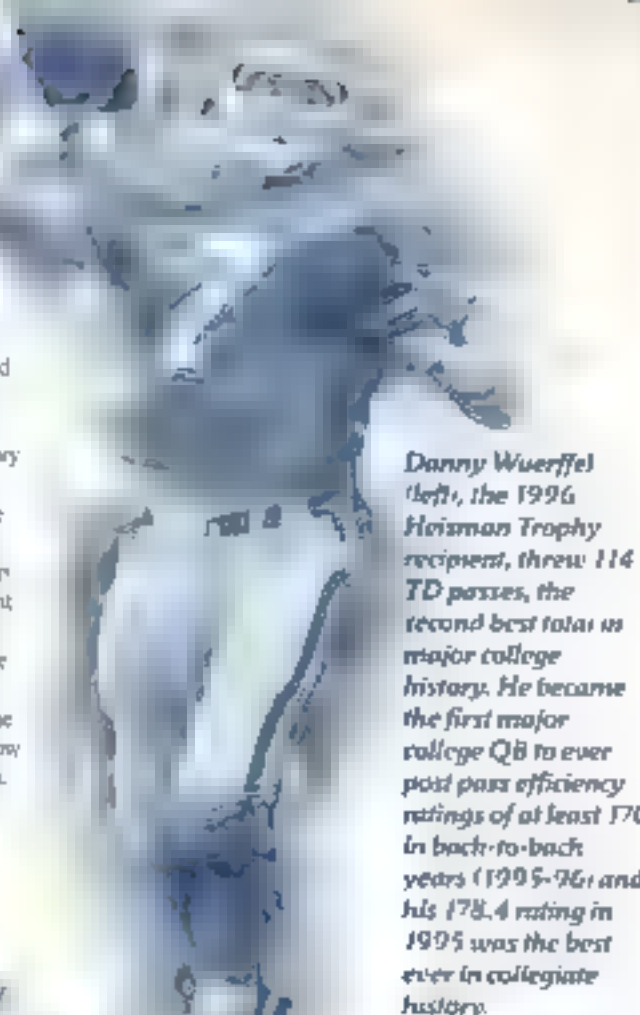 Danny Wuerffel
(left), the 1996
Heisman Trophy
recipient, threw 114
TD passes, the
second best total in
major college
history. He became
the first major
college QB to ever
post pass efficiency
ratings of at least 170
in back-to-back
years (1995-96) and
his 178.4 rating in
1995 was the best
ever in collegiate
history.